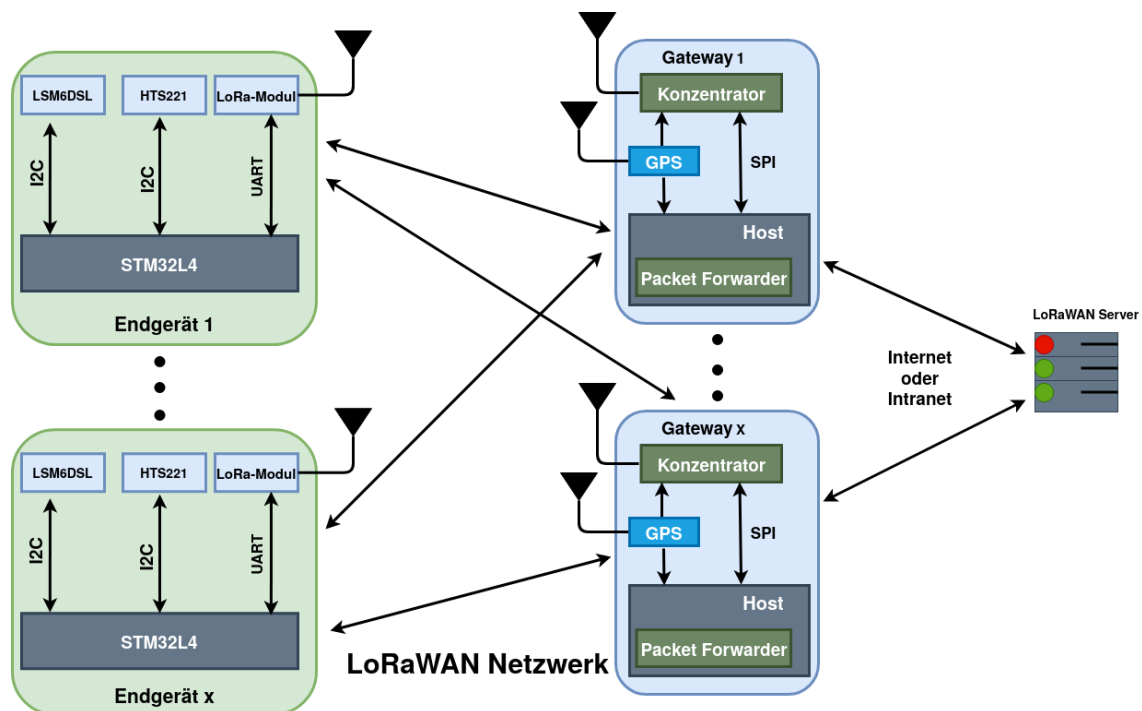 LSM6DSL
HTS221
LoRa-Modul
I2C
I2C
UART
STM32L4
Endgerät 1
LSM6DSL
HTS221
LoRa-Modul
I2C
I2C
UART
STM32L4
Endgerät x
Gateway 1
Konzentrator
GPS
SPI
Host
Packet Forwarder
Gateway x
Konzentrator
GPS
SPI
Host
Packet Forwarder
LoRaWAN Server
Internet
oder
Intranet
LoRaWAN Netzwerk